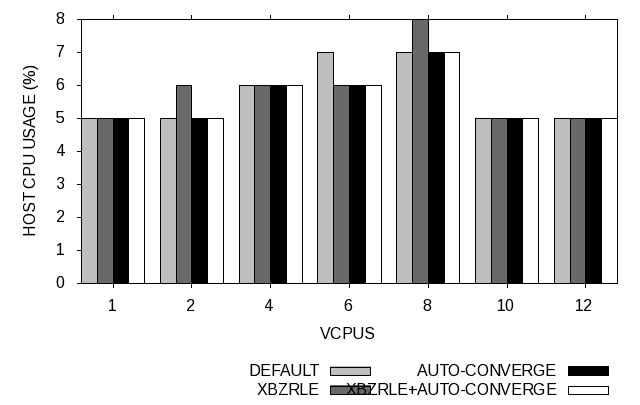 8
7
6
5
4
3
2
1
0
HOST CPU USAGE (%)
1 2 4 6 8 10 12
VCPUS
DEFAULT AUTO-CONVERGE
XBZRLE XBZRLE+AUTO-CONVERGE